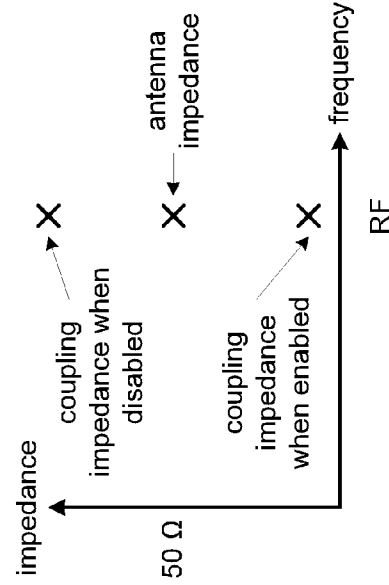 impedance
coupling
impedance when
disabled
antenna
impedance
50 Ω
coupling
impedance
when enabled
frequency
RF